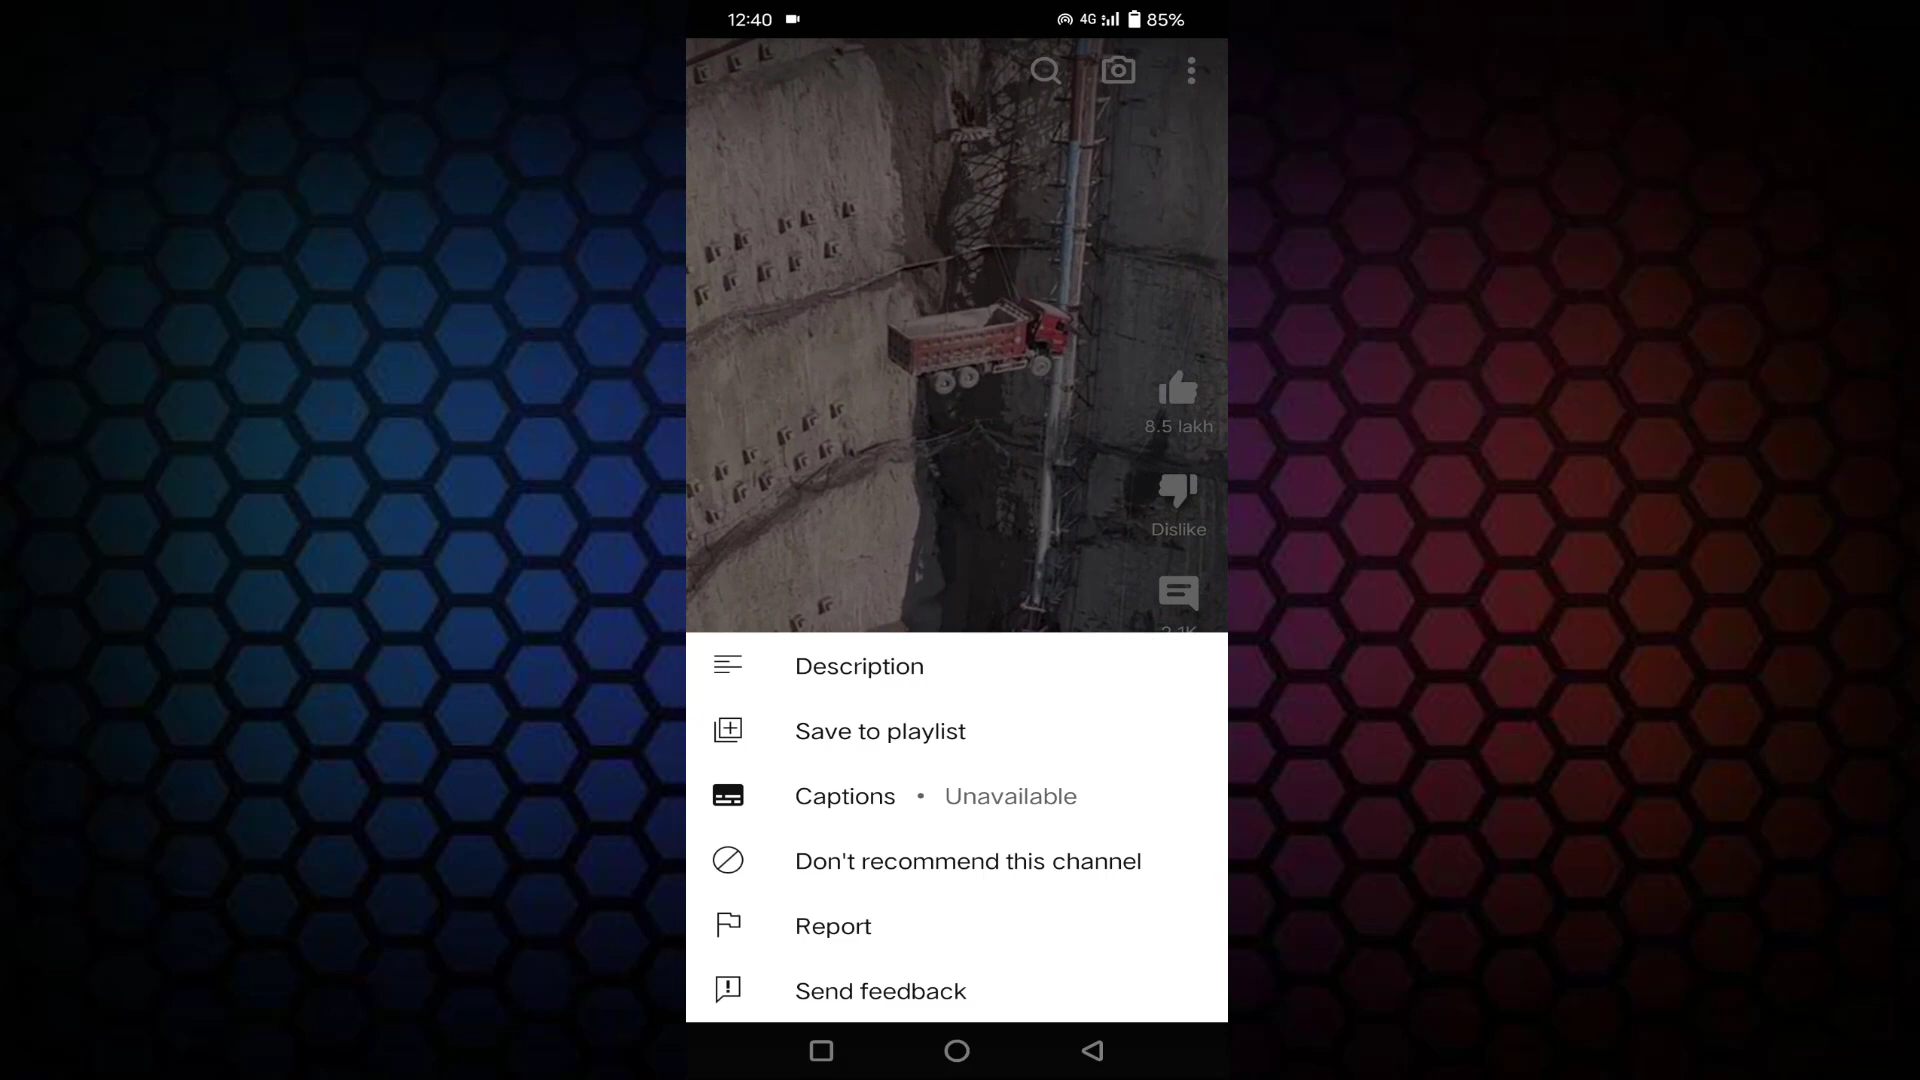 12:40
4G
85%
8.5 lakh
Dislike
Description
Save to playlist
Captions • Unavailable
Don't recommend this channel
Report
Send feedback